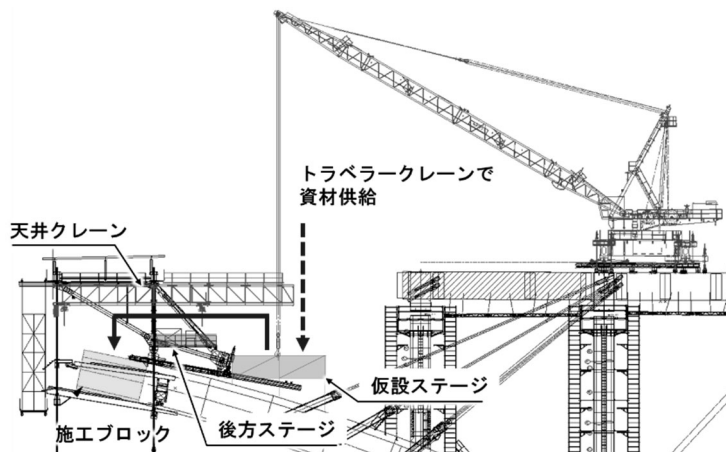 トラベラークレーンで
資材供給
天井クレーン
仮設ステージ
施工ブロック
後方ステージ